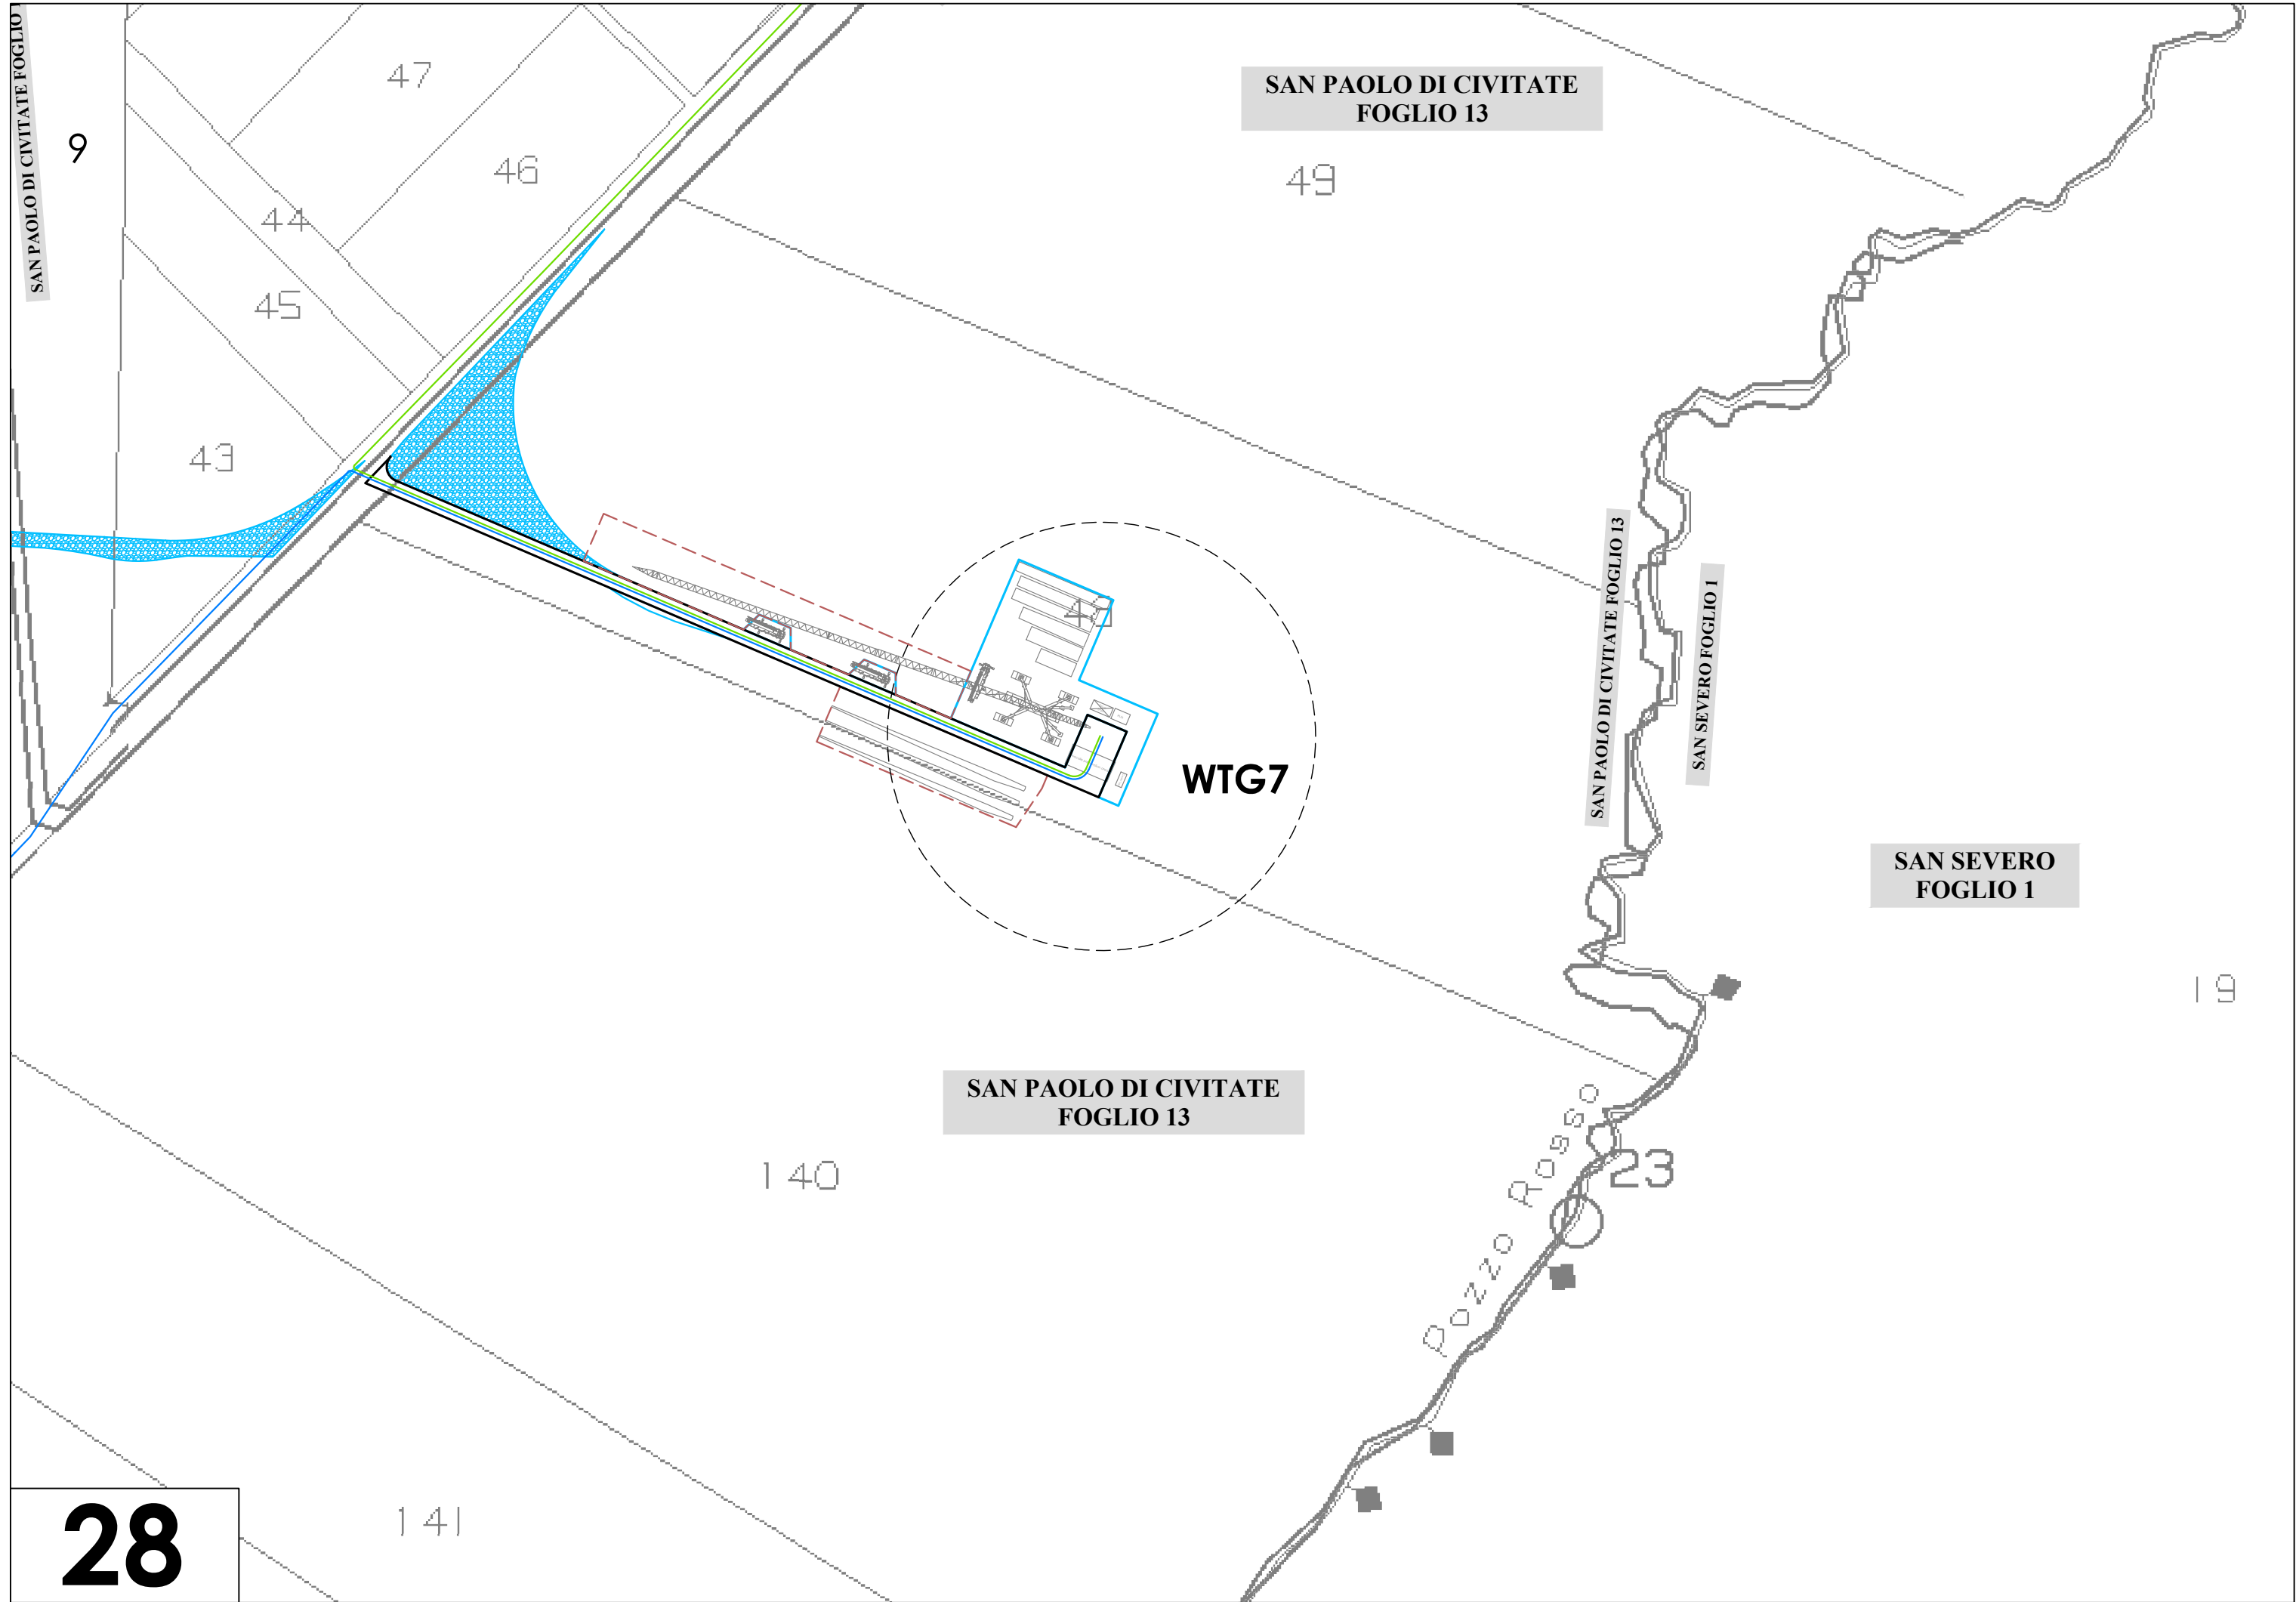 SAN PAOLO DI CIVITATE FOGLIO
9
47
46
44
45
43
SAN PAOLO DI CIVITATE
FOGLIO 13
49
WTG7
SAN PAOLO DI CIVITATE FOGLIO 13
SAN SEVERO FOGLIO 1
SAN SEVERO
FOGLIO 1
19
SAN PAOLO DI CIVITATE
FOGLIO 13
140
Pozzo Rosso
23
141
28